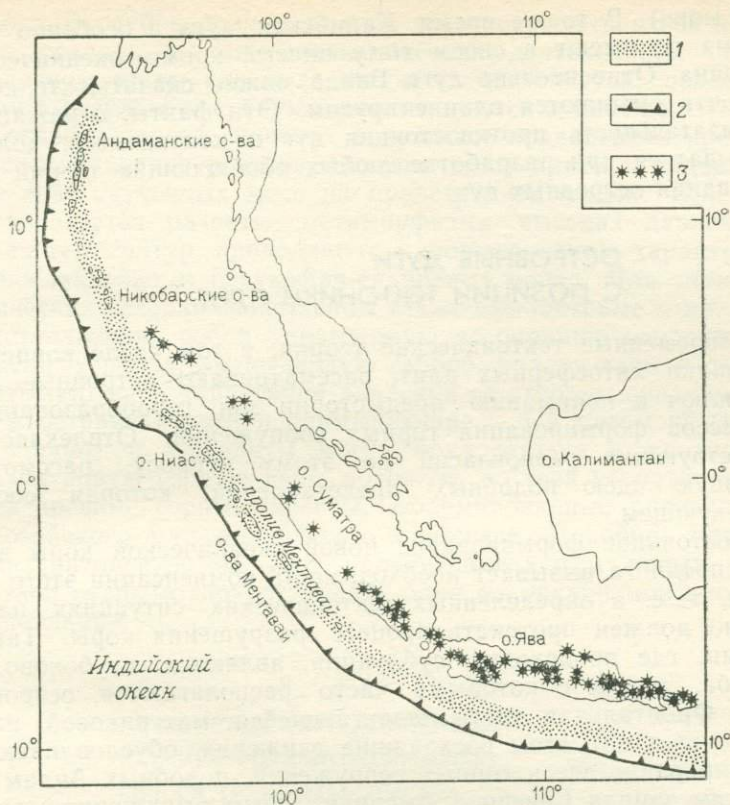 100°
110°
1
2
3
Андаманские о-ва
10°
10°
Никобарские о-ва
о. Ниас
о. Калимантан
0°
0°
о. Суматра
пролив Ментавай
о-ва Ментавай
о. Ява
Индийский
океан
10°
10°
100°
110°